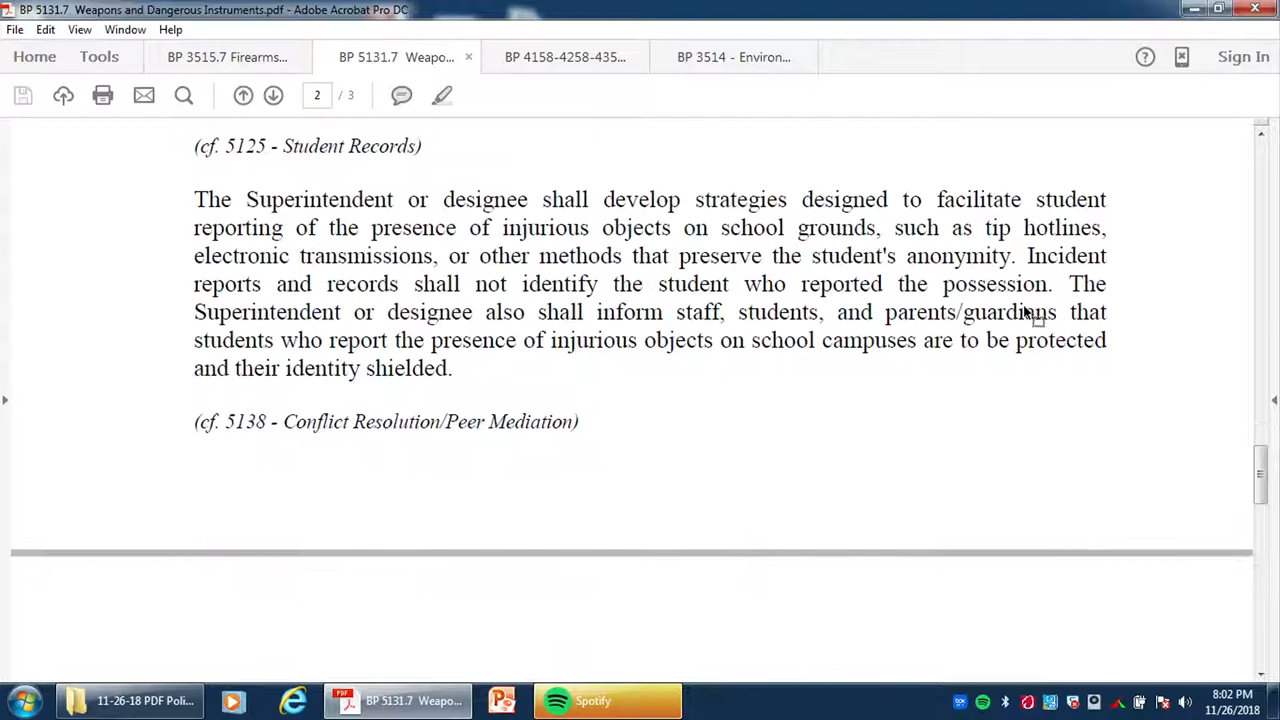 BP 5131.7 Weapons and Dangerous Instruments.pdf - Adobe Acrobat Pro DC
File Edit View Window Help
Home Tools BP 3515.7 Firearms... BP 5131.7 Weapo... × BP 4158-4258-435... BP 3514 - Environ... Sign In
2 / 3
(cf. 5125 - Student Records)
The Superintendent or designee shall develop strategies designed to facilitate student
reporting of the presence of injurious objects on school grounds, such as tip hotlines,
electronic transmissions, or other methods that preserve the student's anonymity. Incident
reports and records shall not identify the student who reported the possession. The
Superintendent or designee also shall inform staff, students, and parents/guardians that
students who report the presence of injurious objects on school campuses are to be protected
and their identity shielded.
(cf. 5138 - Conflict Resolution/Peer Mediation)
11-26-18 PDF Poli... BP 5131.7 Weapo... Spotify
8:02 PM
11/26/2018